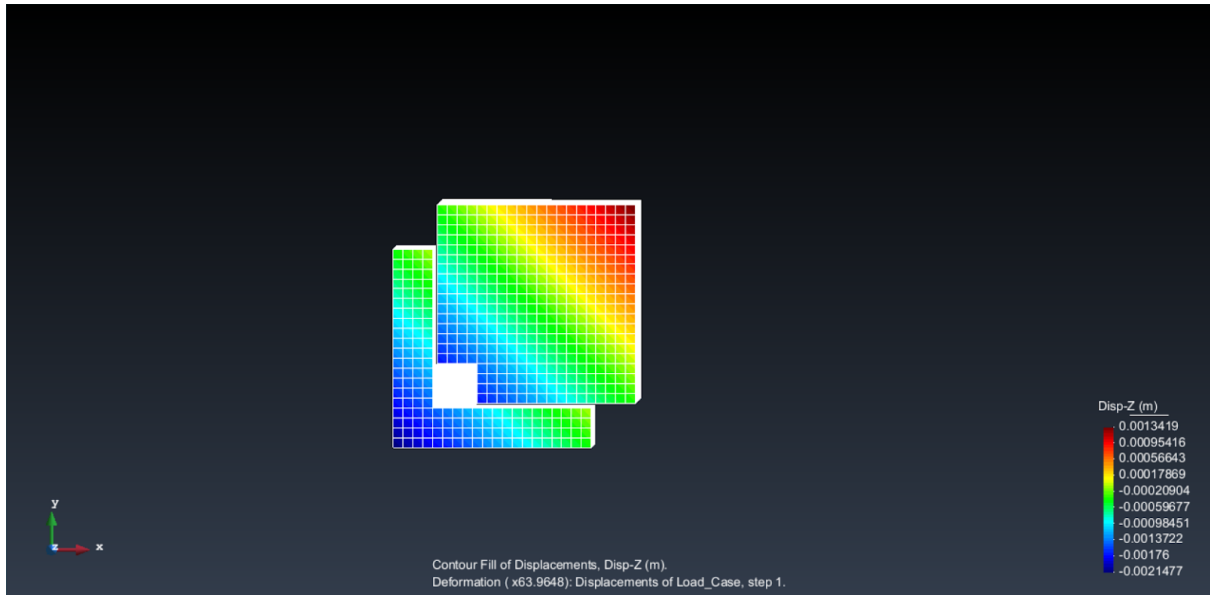 Disp-Z (m)
0.0013419
0.00095416
0.00056643
0.00017869
-0.00020904
-0.00059677
-0.00098451
-0.0013722
-0.00176
-0.0021477
y
z
x
Contour Fill of Displacements, Disp-Z (m).
Deformation ( x63.9648): Displacements of Load_Case, step 1.